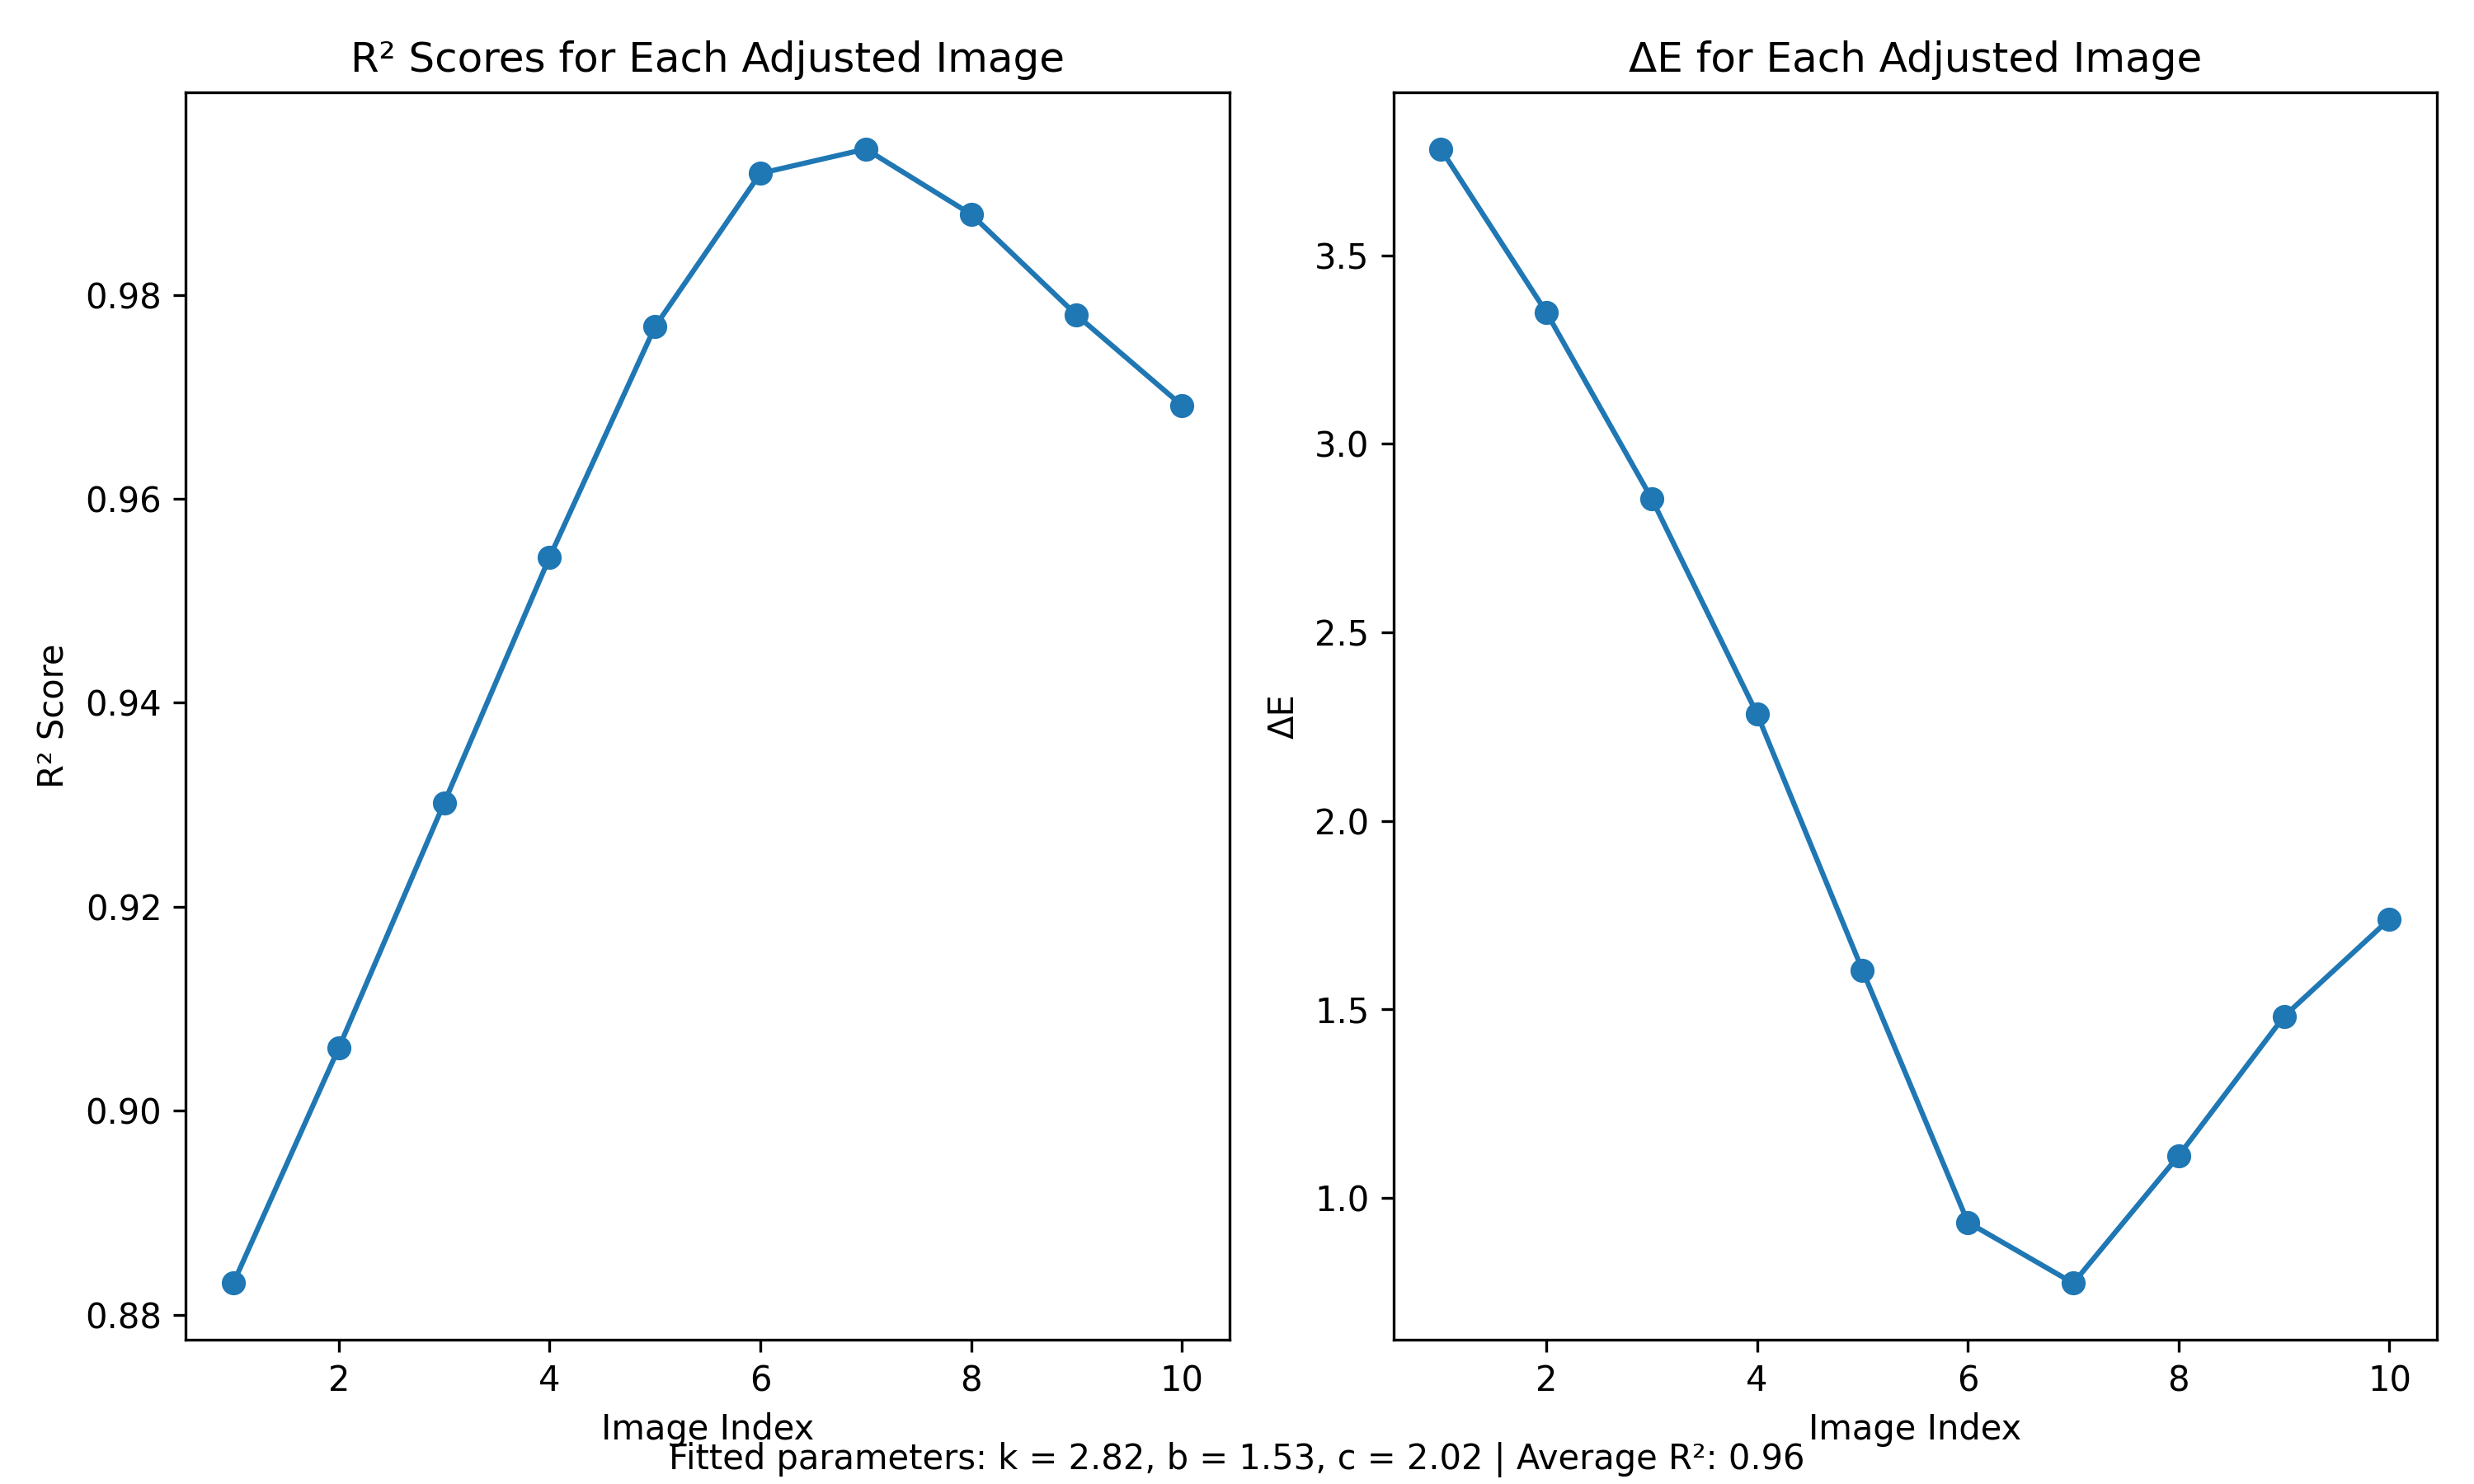 R² Scores for Each Adjusted Image
R² Score
0.98
0.96
0.94
0.92
0.90
0.88
2 4 6 8 10
Image Index
ΔE for Each Adjusted Image
ΔE
3.5
3.0
2.5
2.0
1.5
1.0
2 4 6 8 10
Image Index
Fitted parameters: k = 2.82, b = 1.53, c = 2.02 | Average R²: 0.96